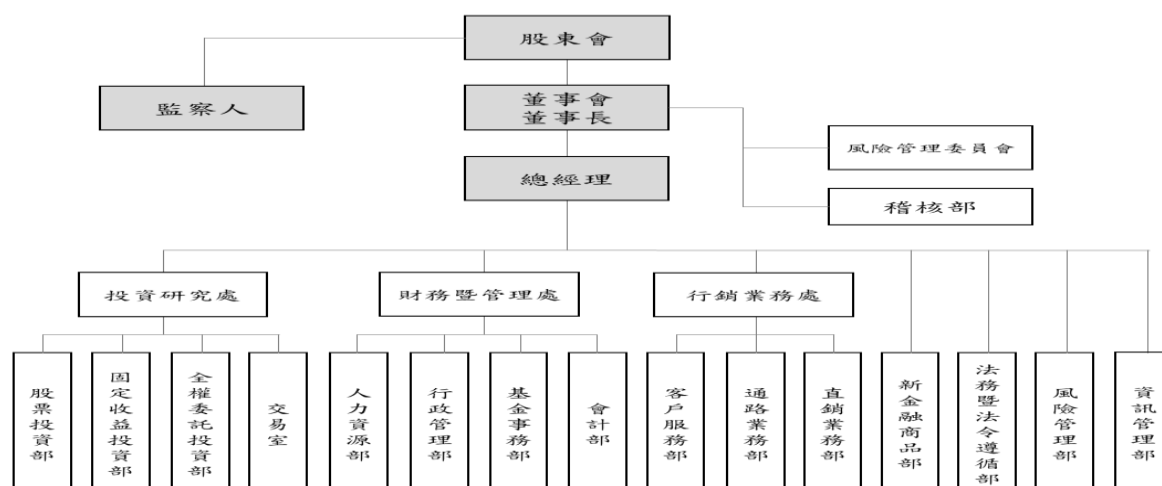 股東會
監察人
董事會
董事長
風險管理委員會
總經理
稽核部
投資研究處
財務暨管理處
行銷業務處
股票投資部
固定收益投資部
全權委託投資部
交易室
人力資源部
行政管理部
基金事務部
會計部
客戶服務部
通路業務部
直銷業務部
新金融商品部
法務暨法令遵循部
風險管理部
資訊管理部